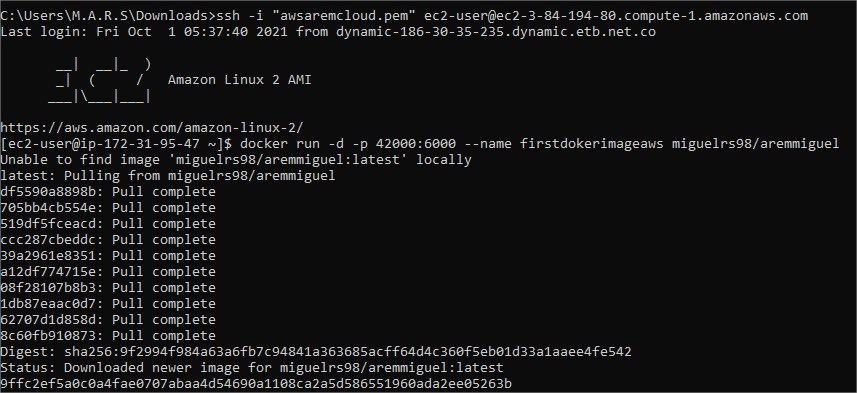 C:\Users\M.A.R.S\Downloads>ssh -i "awsaremcloud.pem" ec2-user@ec2-3-84-194-80.compute-1.amazonaws.com
Last login: Fri Oct  1 05:37:40 2021 from dynamic-186-30-35-235.dynamic.etb.net.co
       __|  __|_  )
       _|  (     /   Amazon Linux 2 AMI
      ___|\___|___|
https://aws.amazon.com/amazon-linux-2/
[ec2-user@ip-172-31-95-47 ~]$ docker run -d -p 42000:6000 --name firstdokerimageaws miguelrs98/aremmiguel
Unable to find image 'miguelrs98/aremmiguel:latest' locally
latest: Pulling from miguelrs98/aremmiguel
df5590a8898b: Pull complete
705bb4cb554e: Pull complete
519df5fceacd: Pull complete
ccc287cbeddc: Pull complete
39a2961e8351: Pull complete
a12df774715e: Pull complete
08f28107b8b3: Pull complete
1db87eaac0d7: Pull complete
62707d1d858d: Pull complete
8c60fb910873: Pull complete
Digest: sha256:9f2994f984a63a6fb7c94841a363685acff64d4c360f5eb01d33a1aaee4fe542
Status: Downloaded newer image for miguelrs98/aremmiguel:latest
9ffc2ef5a0c0a4fae0707abaa4d54690a1108ca2a5d586551960ada2ee05263b